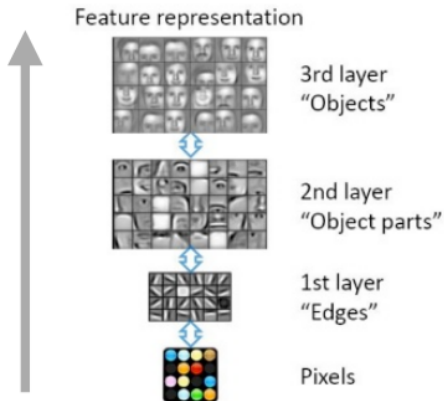 Feature representation
3rd layer
“Objects”
2nd layer
“Object parts”
1st layer
“Edges”
Pixels